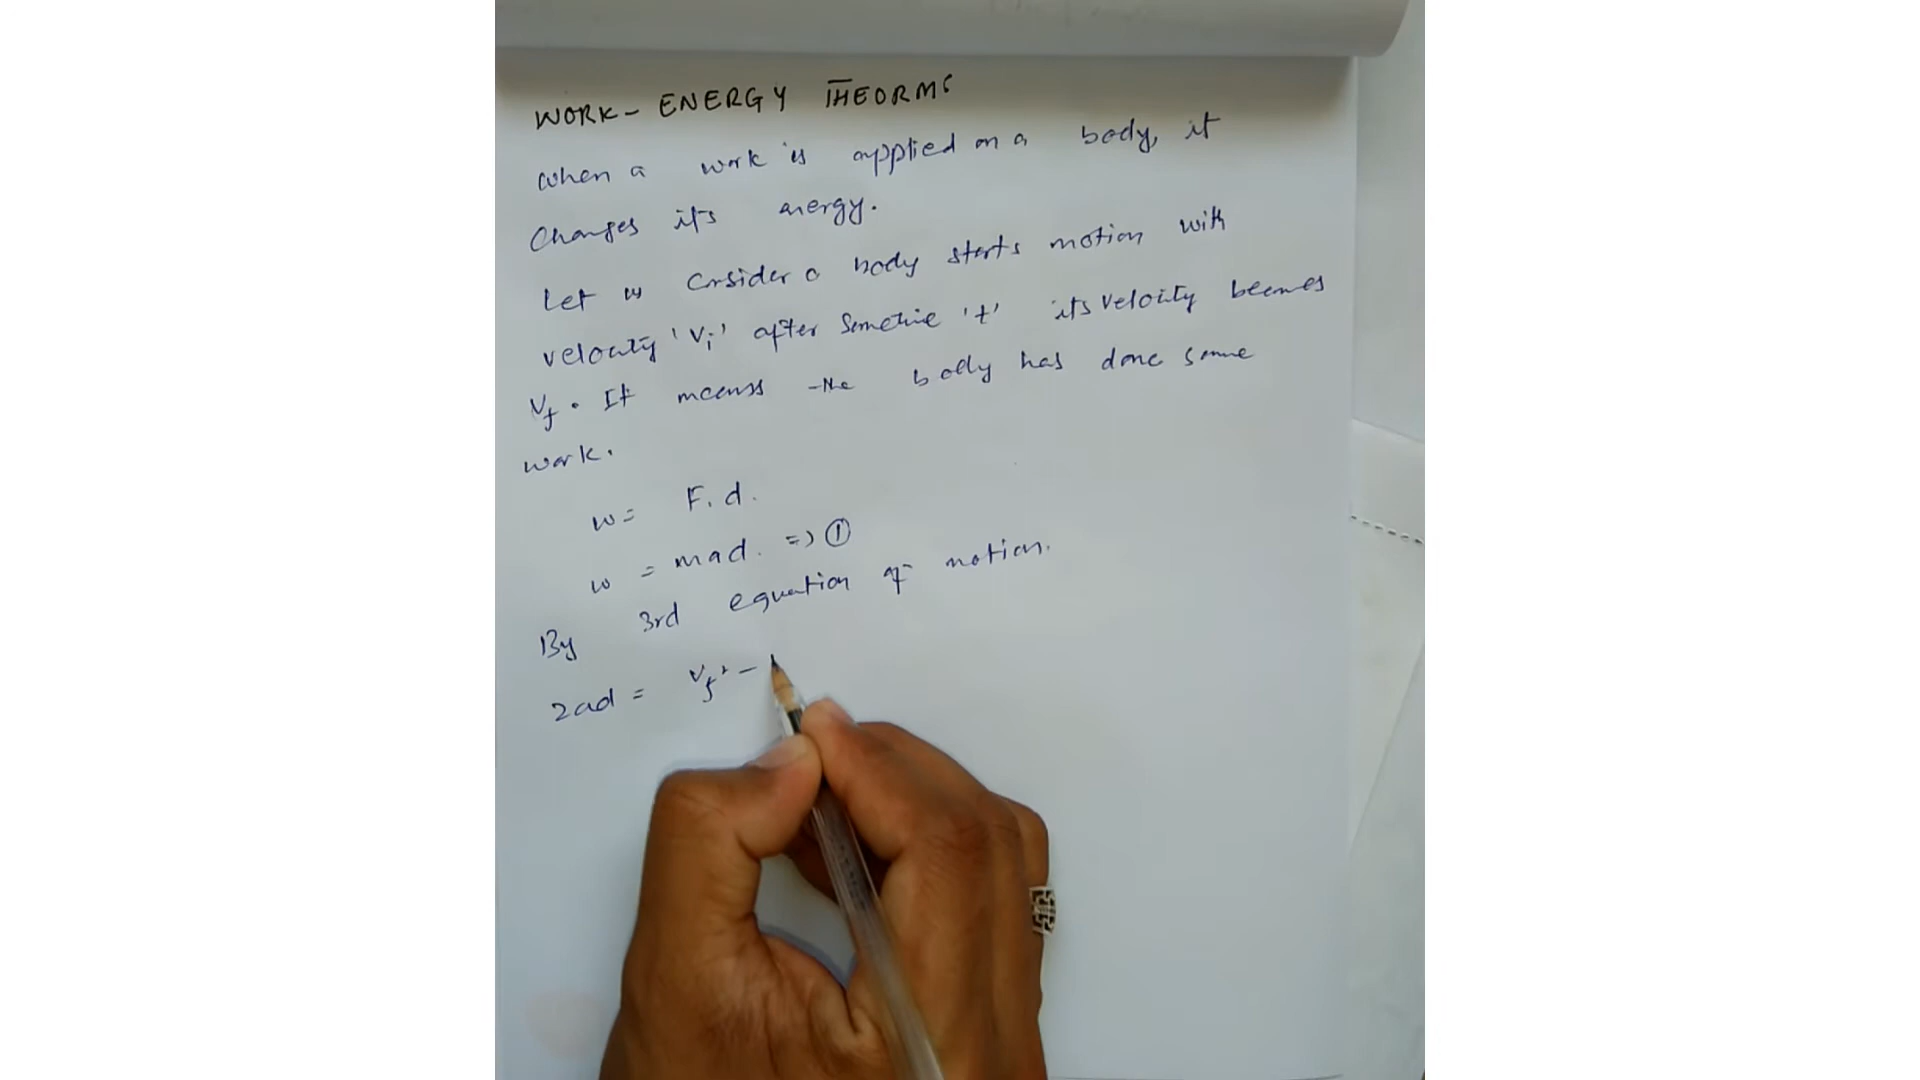 WORK - ENERGY THEORMS
When a work is applied on a body, it
Changes its energy.
Let us Consider a body starts motion with
velocity 'Vi' after sometime 't' its velocity becomes
Vf. It means the body has done some
work.
w = F.d.
w = mad. => ①
By 3rd equation of motion.
2ad = Vf² -